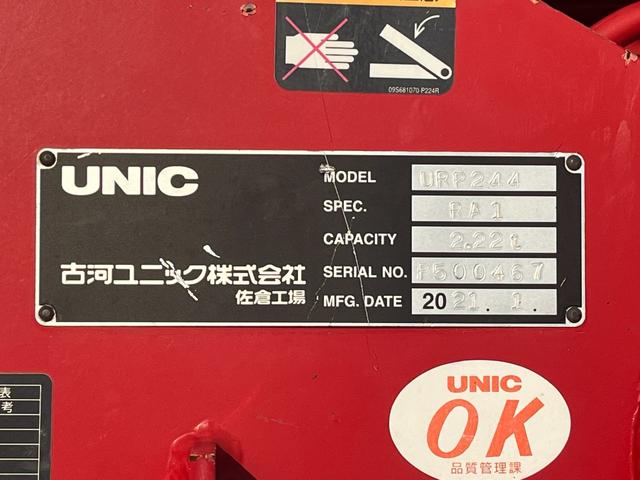 09S681070-P224R
UNIC
MODEL URP244
SPEC. RA1
CAPACITY 2.22t
古河ユニック株式会社 SERIAL NO. F500467
佐倉工場 MFG. DATE 2021. 1.
表
考
UNIC
OK
品質管理課